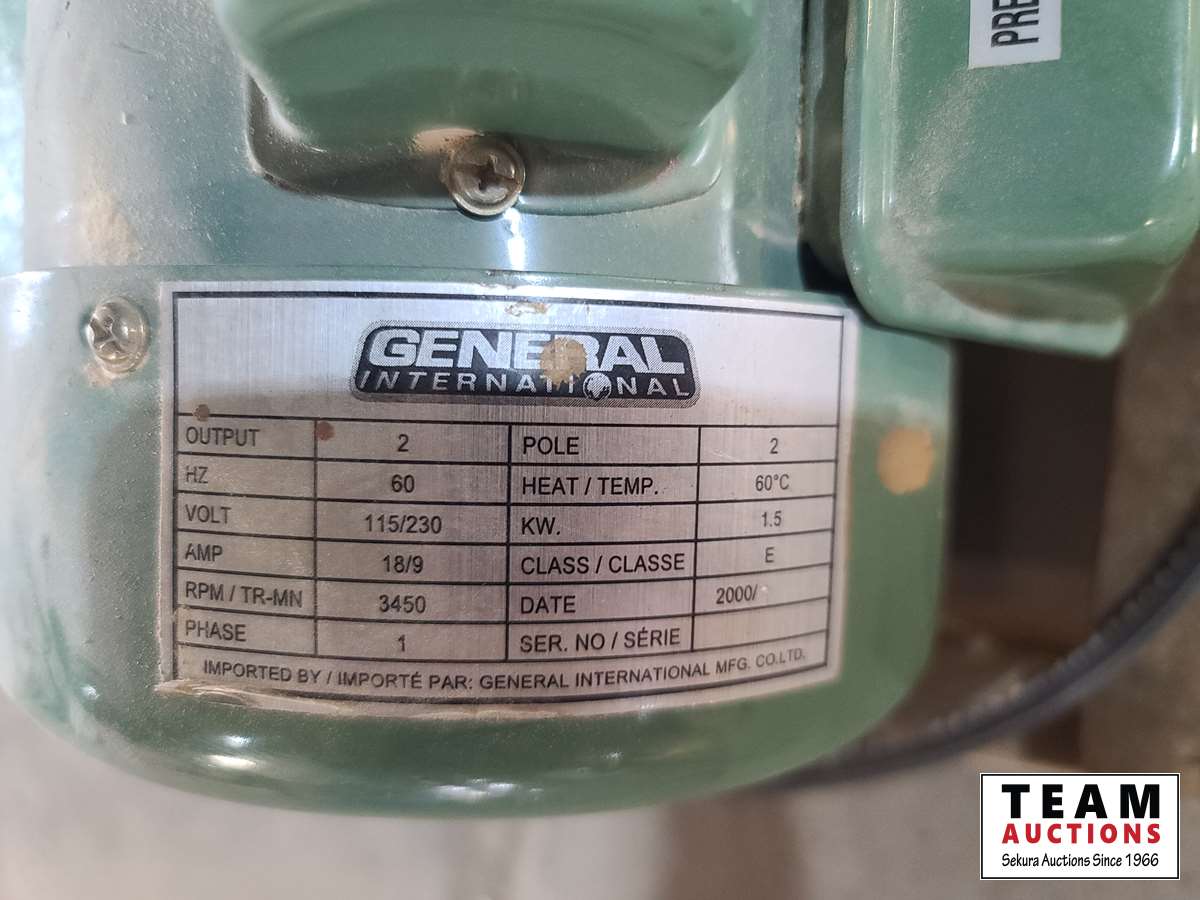 PRE
GENERAL
INTERNATIONAL
OUTPUT 2 POLE 2
HZ 60 HEAT / TEMP. 60°C
VOLT 115/230 KW. 1.5
AMP 18/9 CLASS / CLASSE E
RPM / TR-MN 3450 DATE 2000/
PHASE 1 SER. NO / SÉRIE
IMPORTED BY / IMPORTÉ PAR: GENERAL INTERNATIONAL MFG. CO.LTD.
TEAM
AUCTIONS
Sekura Auctions Since 1966